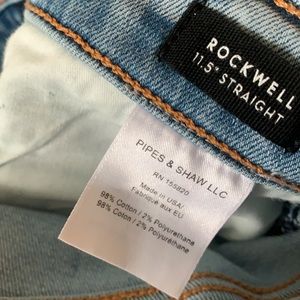 ROCKWELL
11.5" STRAIGHT
PIPES & SHAW LLC
RN 155820
Made in USA,
Fabrique aux EU
98% Cotton / 2% Polyurethane
98% Coton / 2% Polyuréthane